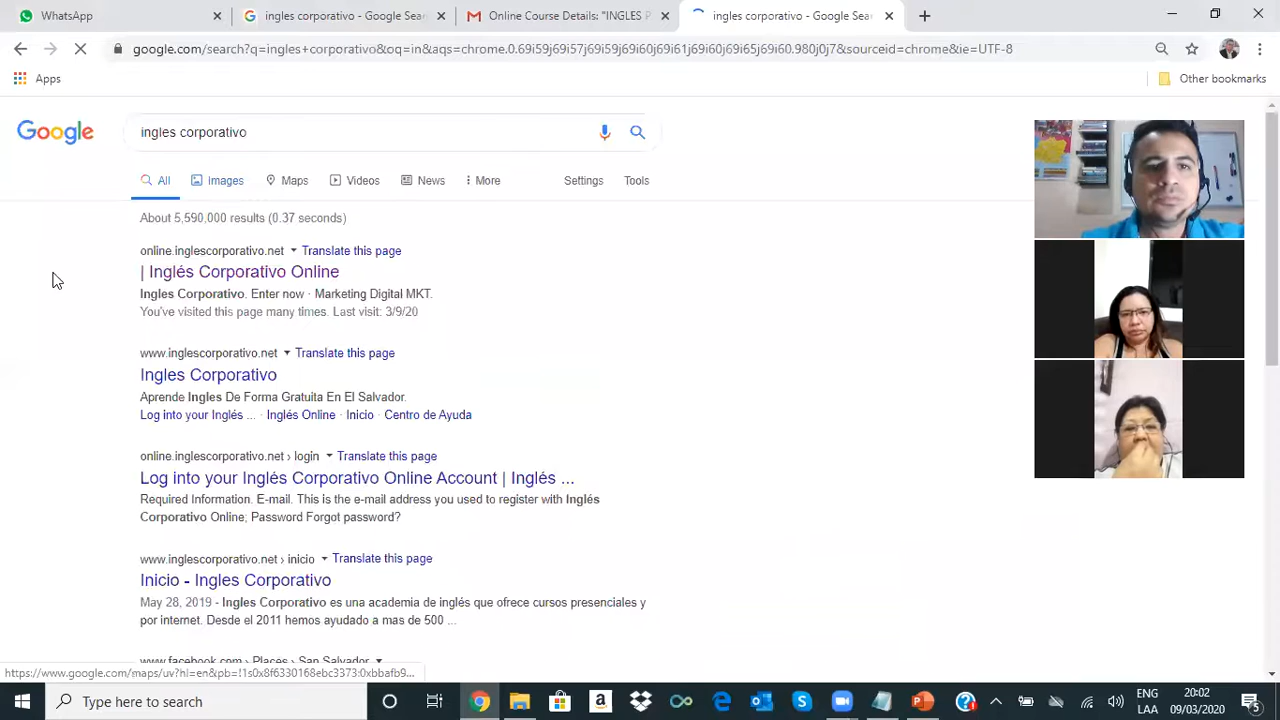 WhatsApp
ingles corporativo - Google Sear
Online Course Details: "INGLES P
ingles corporativo - Google Sear
google.com/search?q=ingles+corporativo&oq=in&aqs=chrome.0.69i59j69i57j69i59j69i60j69i61j69i60j69i65j69i60.980j0j7&sourceid=chrome&ie=UTF-8
Apps
Other bookmarks
Google
ingles corporativo
All
Images
Maps
Videos
News
More
Settings
Tools
About 5,590,000 results (0.37 seconds)
online.inglescorporativo.net Translate this page
| Inglés Corporativo Online
Ingles Corporativo. Enter now · Marketing Digital MKT.
You've visited this page many times. Last visit: 3/9/20
www.inglescorporativo.net Translate this page
Ingles Corporativo
Aprende Ingles De Forma Gratuita En El Salvador.
Log into your Inglés ... · Inglés Online · Inicio · Centro de Ayuda
online.inglescorporativo.net › login Translate this page
Log into your Inglés Corporativo Online Account | Inglés ...
Required Information. E-mail. This is the e-mail address you used to register with Inglés
Corporativo Online; Password Forgot password?
www.inglescorporativo.net › inicio Translate this page
Inicio - Ingles Corporativo
May 28, 2019 - Ingles Corporativo es una academia de inglés que ofrece cursos presenciales y
por internet. Desde el 2011 hemos ayudado a mas de 500 ...
www.facebook.com › Places › San Salvador
https://www.google.com/maps/uv?hl=en&pb=!1s0x8f6330168ebc3373:0xbbafb9...
Type here to search
ENG
LAA
20:02
09/03/2020
5